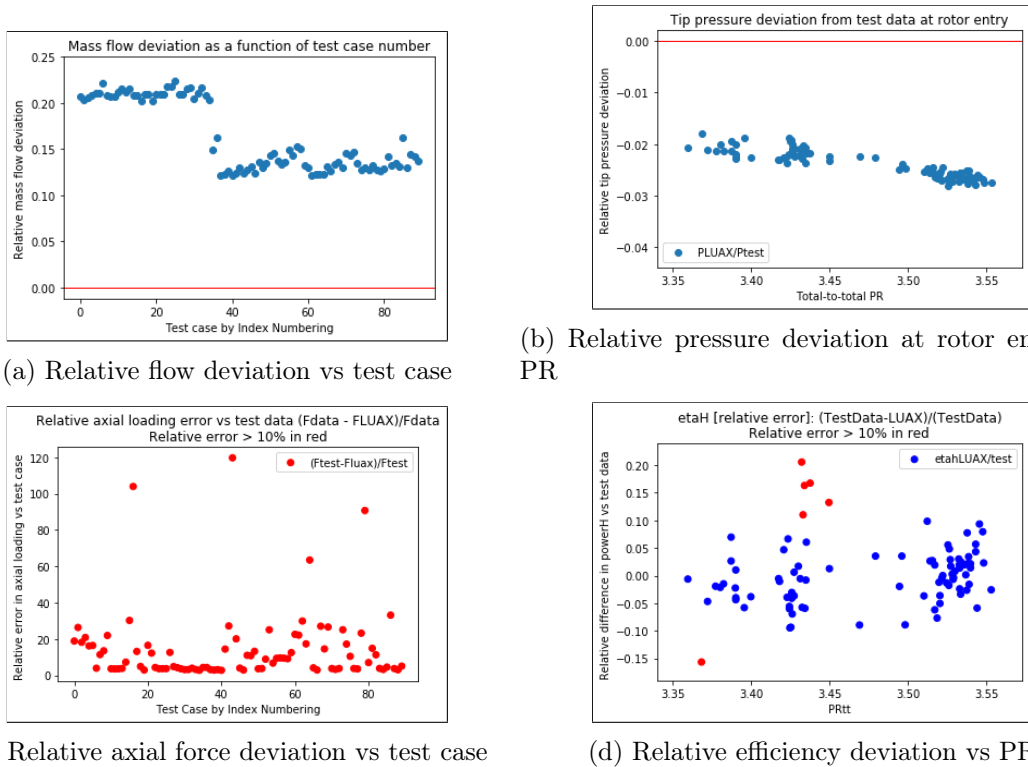 Mass flow deviation as a function of test case number
0.25
0.20
0.15
0.10
0.05
0.00
Relative mass flow deviation
0 20 40 60 80
Test case by Index Numbering
(a) Relative flow deviation vs test case
Tip pressure deviation from test data at rotor entry
0.00
−0.01
−0.02
−0.03
−0.04
Relative tip pressure deviation
PLUAX/Ptest
3.35 3.40 3.45 3.50 3.55
Total-to-total PR
(b) Relative pressure deviation at rotor en
PR
Relative axial loading error vs test data (Fdata - FLUAX)/Fdata
Relative error > 10% in red
120
100
80
60
40
20
0
Relative error in axial loading vs test case
(Ftest-Fluax)/Ftest
0 20 40 60 80
Test Case by Index Numbering
Relative axial force deviation vs test case
etaH [relative error]: (TestData-LUAX)/(TestData)
Relative error > 10% in red
0.20
0.15
0.10
0.05
0.00
−0.05
−0.10
−0.15
Relative difference in powerH vs test data
etahLUAX/test
3.35 3.40 3.45 3.50 3.55
PRtt
(d) Relative efficiency deviation vs PR